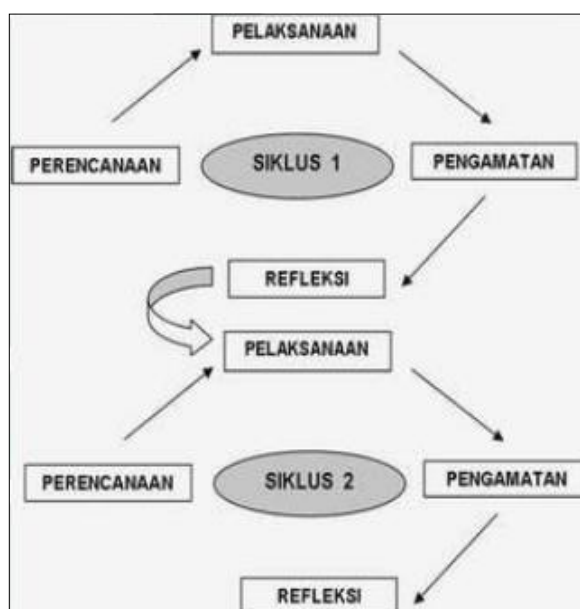 PELAKSANAAN
PERENCANAAN
SIKLUS 1
PENGAMATAN
REFLEKSI
PELAKSANAAN
PERENCANAAN
SIKLUS 2
PENGAMATAN
REFLEKSI